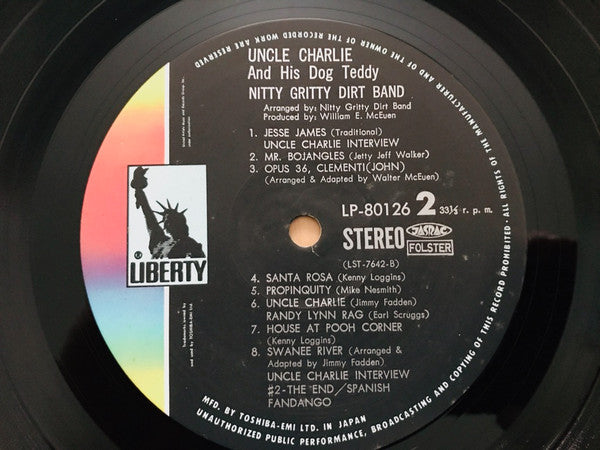 UNCLE CHARLIE
And His Dog Teddy
NITTY GRITTY DIRT BAND
Arranged by: Nitty Gritty Dirt Band
Produced by: William E. McEuen
1. JESSE JAMES (Traditional)
UNCLE CHARLIE INTERVIEW
2. MR. BOJANGLES (Jetty Jeff Walker)
3. OPUS 36, CLEMENTI(JOHN)
(Arranged & Adapted by Walter McEuen)
LP-80126 2 33⅓ r. p. m.
STEREO JASRAC
FOLSTER
(LST-7642-B)
LIBERTY
4. SANTA ROSA (Kenny Loggins)
5. PROPINQUITY (Mike Nesmith)
6. UNCLE CHARLIE (Jimmy Fadden)
RANDY LYNN RAG (Earl Scruggs)
7. HOUSE AT POOH CORNER
(Kenny Loggins)
8. SWANEE RIVER (Arranged &
Adapted by Jimmy Fadden)
UNCLE CHARLIE INTERVIEW
#2-THE END/SPANISH
FANDANGO
MFD. BY TOSHIBA-EMI LTD. IN JAPAN
ALL RIGHTS OF THE MANUFACTURER AND OF THE OWNER OF THE RECORDED WORK ARE RESERVED
UNAUTHORIZED PUBLIC PERFORMANCE, BROADCASTING AND COPYING OF THIS RECORD PROHIBITED·